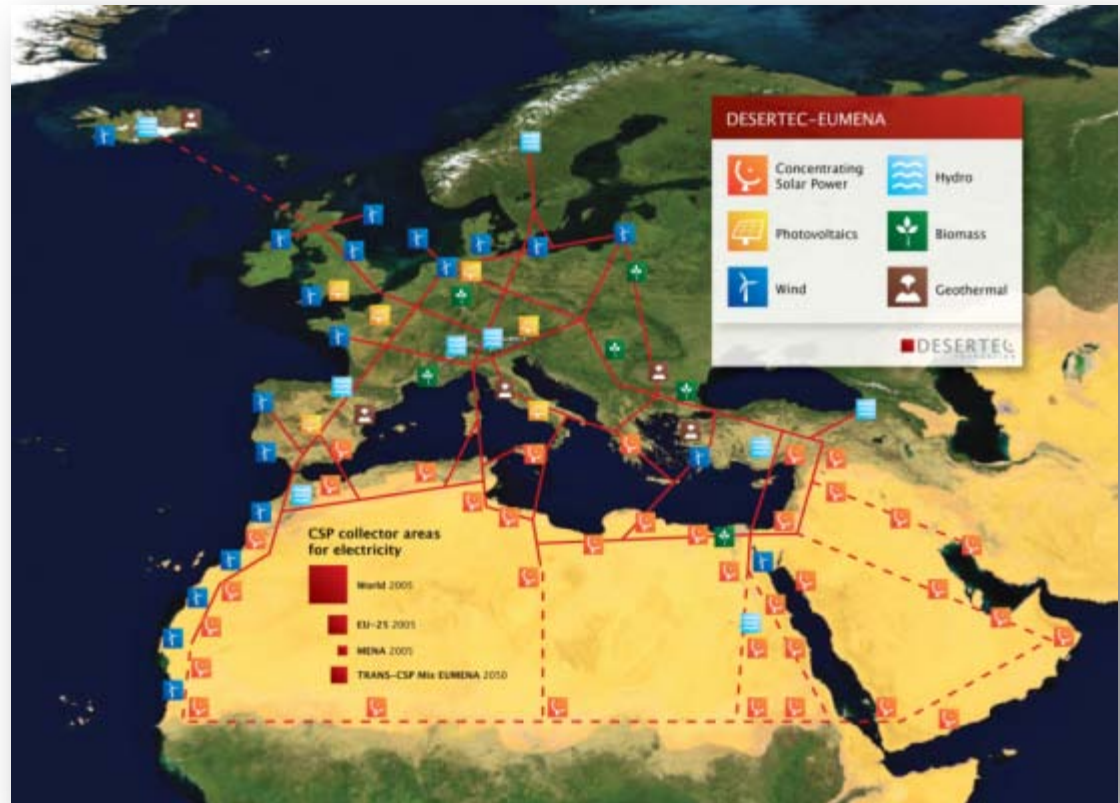 DESERTEC–EUMENA
Concentrating
Solar Power
Hydro
Photovoltaics
Biomass
Wind
Geothermal
DESERTEC
FOUNDATION
CSP collector areas
for electricity
World 2005
EU–25 2005
MENA 2005
TRANS–CSP Mix EUMENA 2050